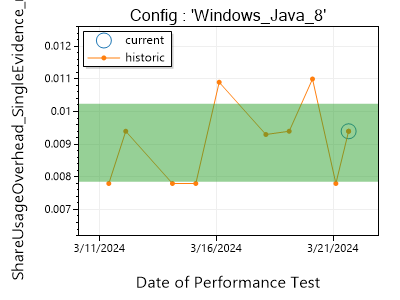 Config : 'Windows_Java_8'
current
historic
0.012
0.011
0.01
0.009
0.008
0.007
ShareUsageOverhead_SingleEvidence_
3/11/2024
3/16/2024
3/21/2024
Date of Performance Test